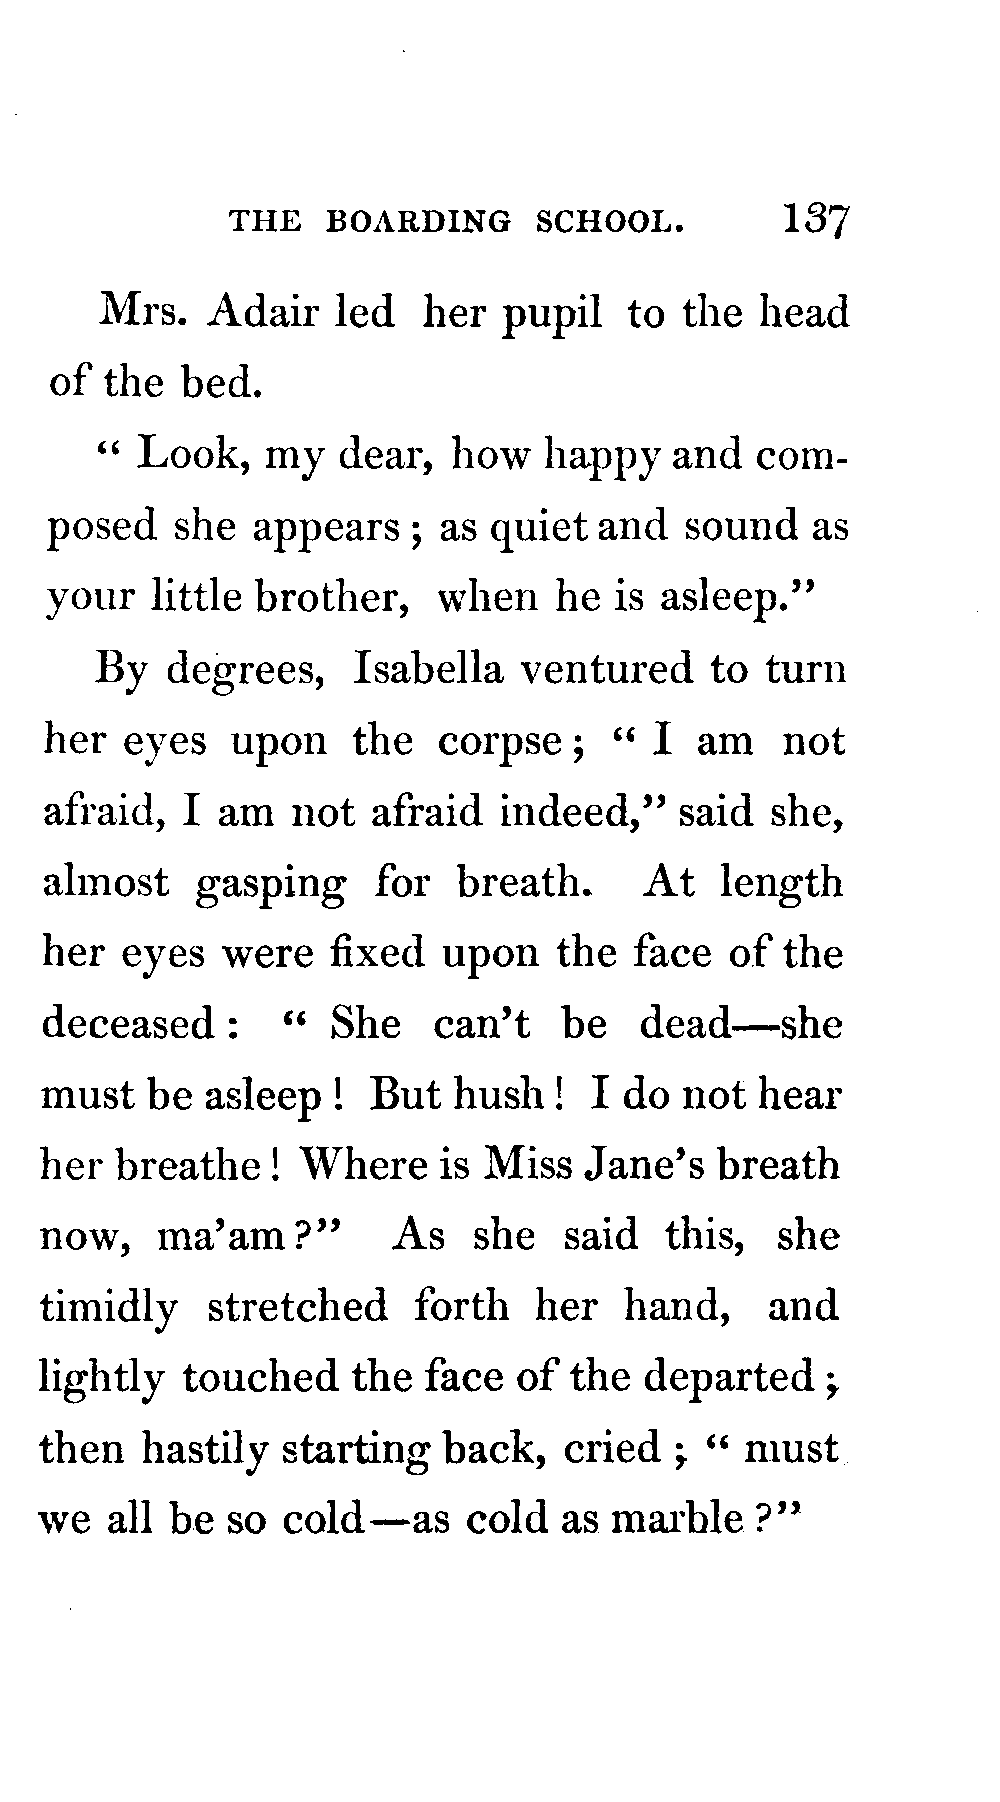 THE BOARDING SCHOOL. 137
Mrs. Adair led her pupil to the head
of the bed.
“ Look, my dear, how happy and com-
posed she appears ; as quiet and sound as
your little brother, when he is asleep.”
By degrees, Isabella ventured to turn
her eyes upon the corpse ; “ I am not
afraid, I am not afraid indeed,” said she,
almost gasping for breath. At length
her eyes were fixed upon the face of the
deceased : “ She can’t be dead—she
must be asleep ! But hush ! I do not hear
her breathe ! Where is Miss Jane’s breath
now, ma’am ?” As she said this, she
timidly stretched forth her hand, and
lightly touched the face of the departed ;
then hastily starting back, cried ; “ must
we all be so cold—as cold as marble ?”